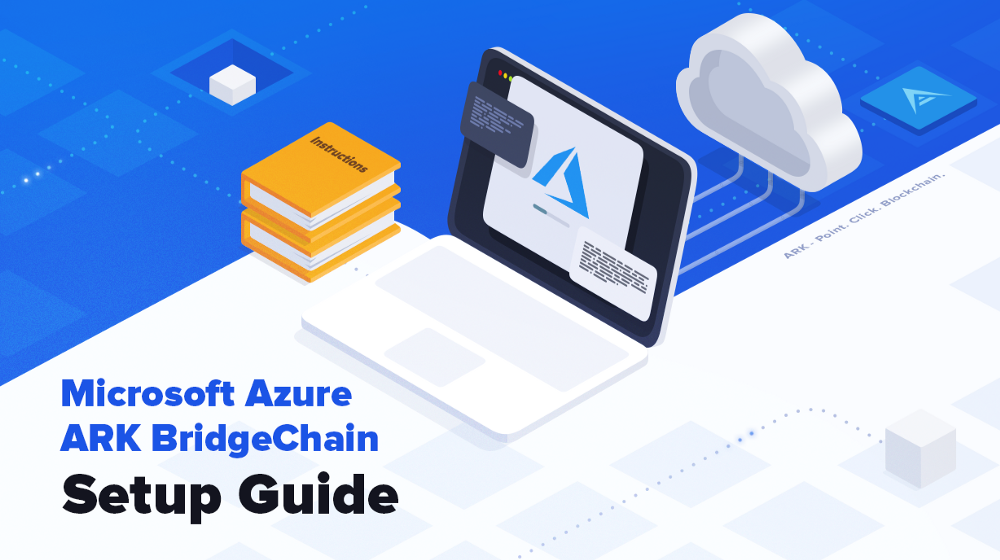 Instructions
ARK - Point. Click. Blockchain.
Microsoft Azure
ARK BridgeChain
Setup Guide